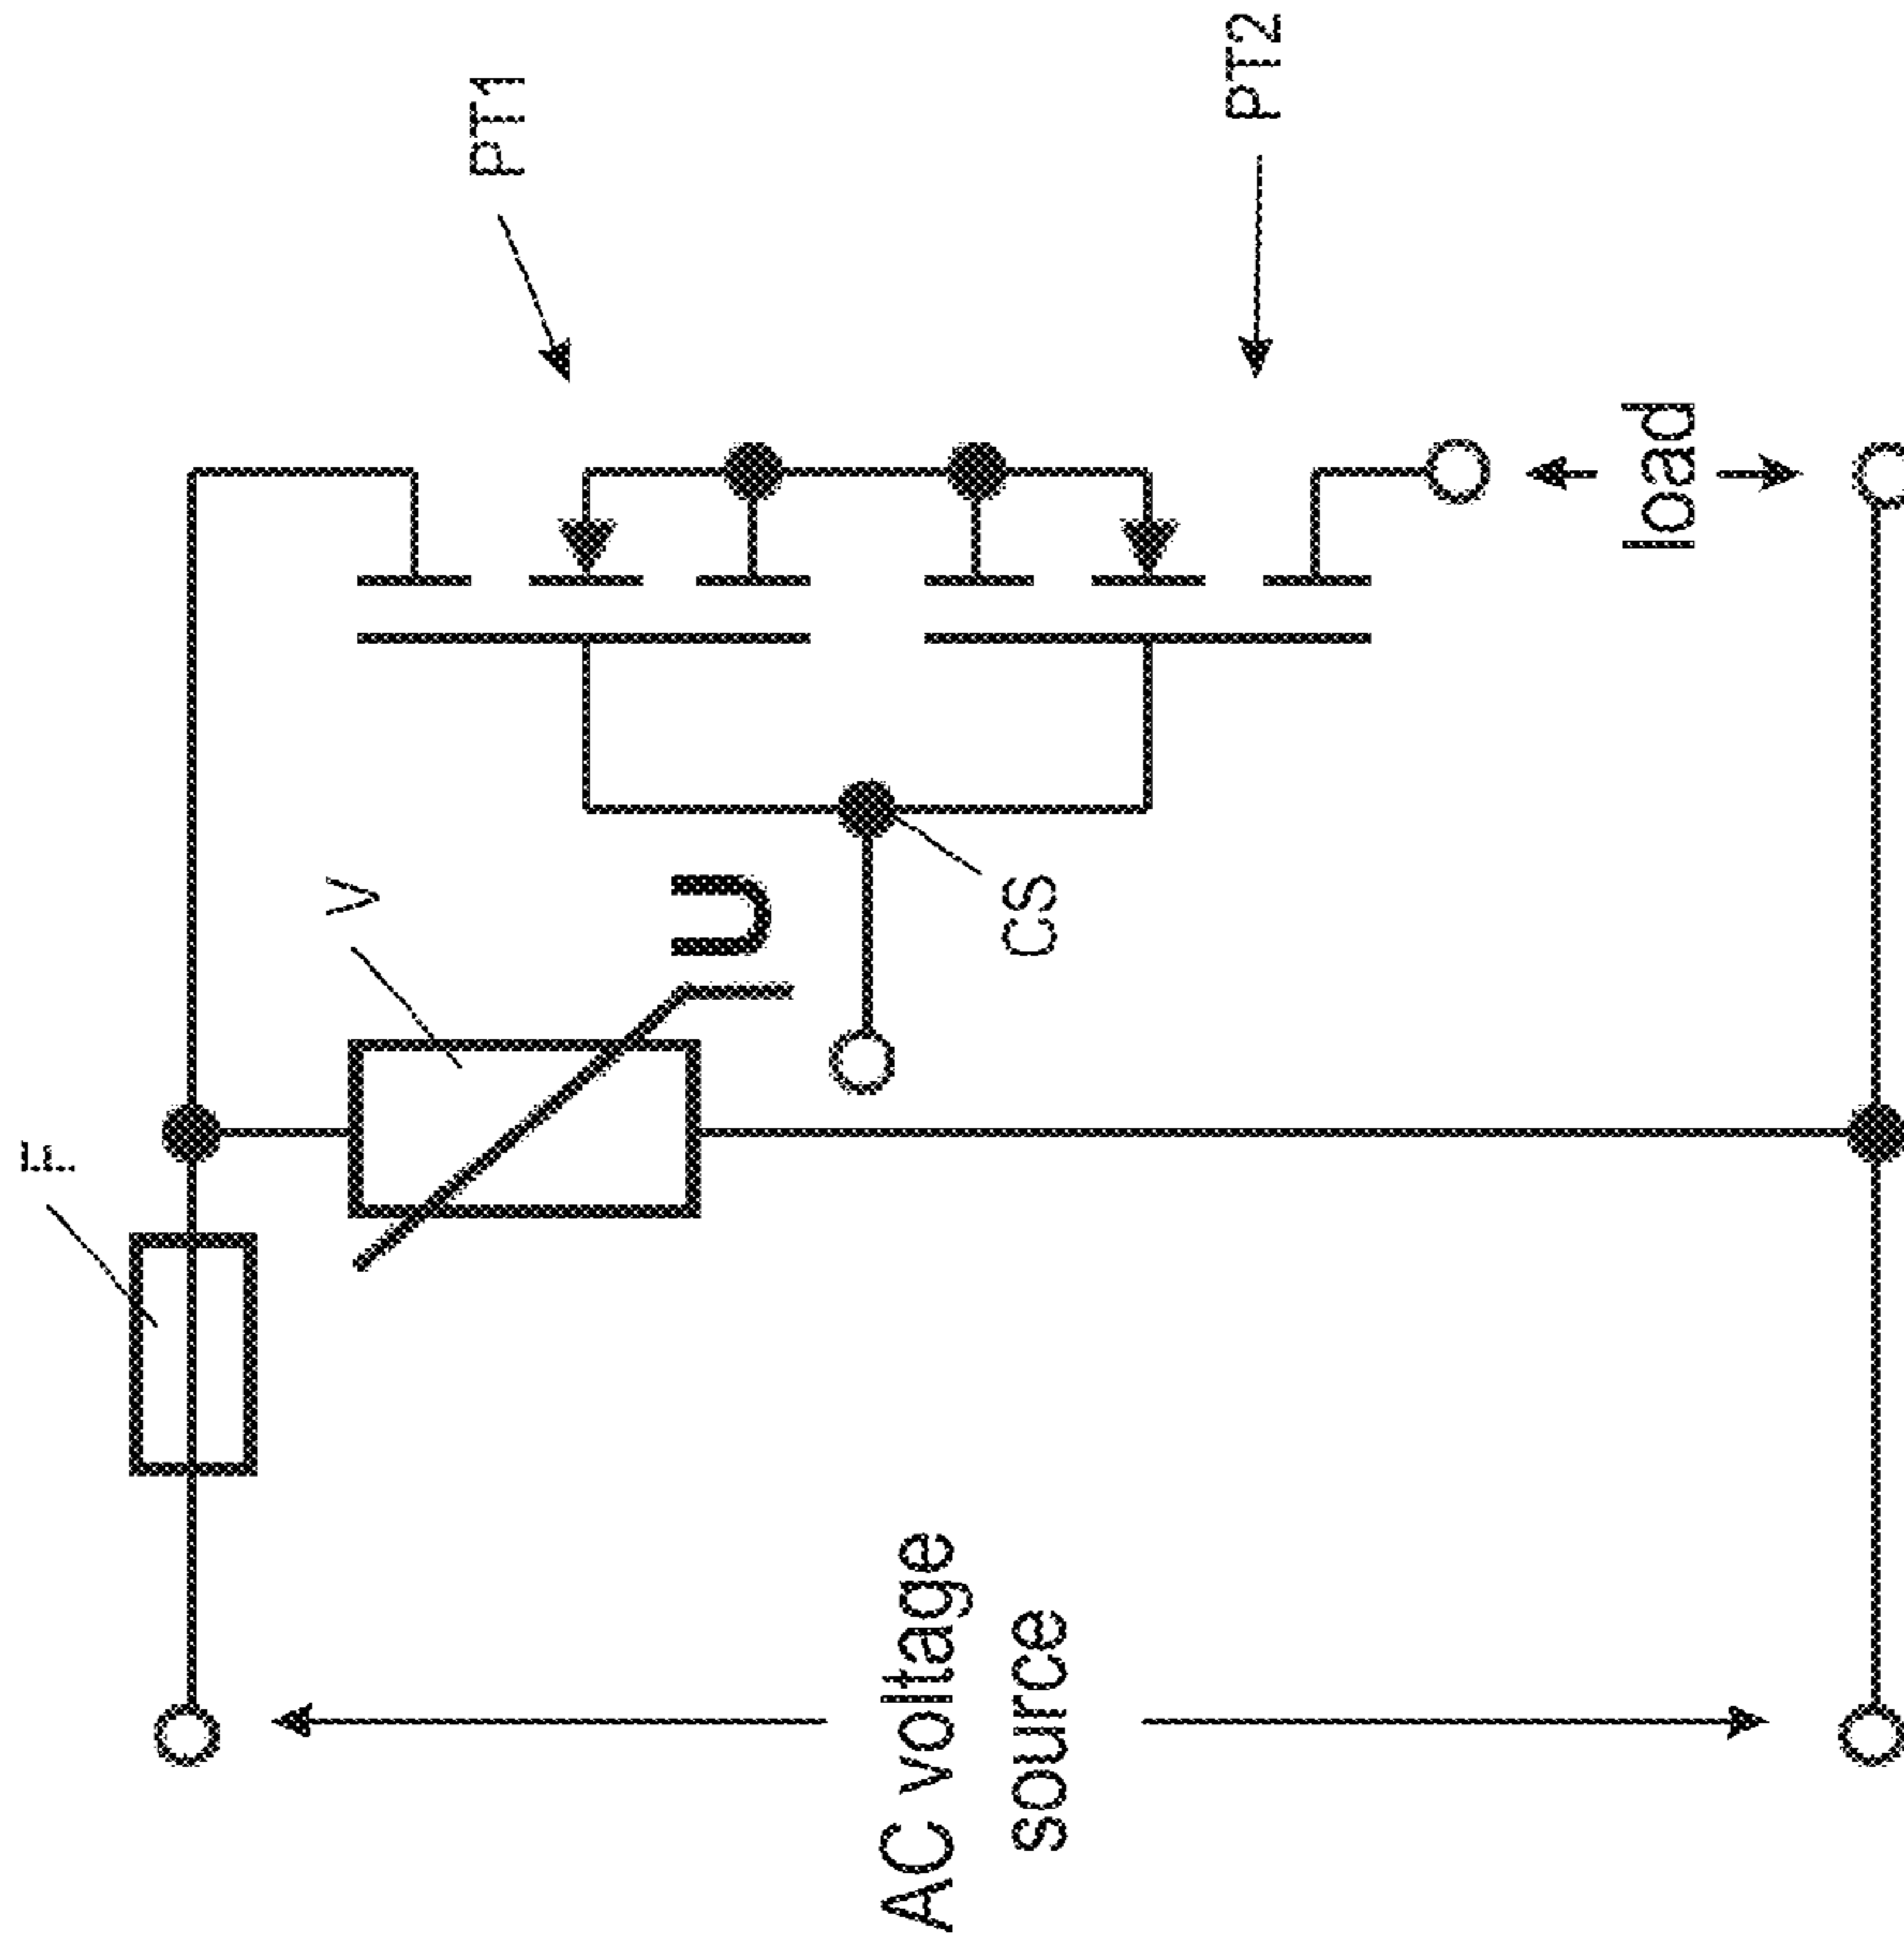 F
V
U
PT1
CS
PT2
AC voltage
source
load